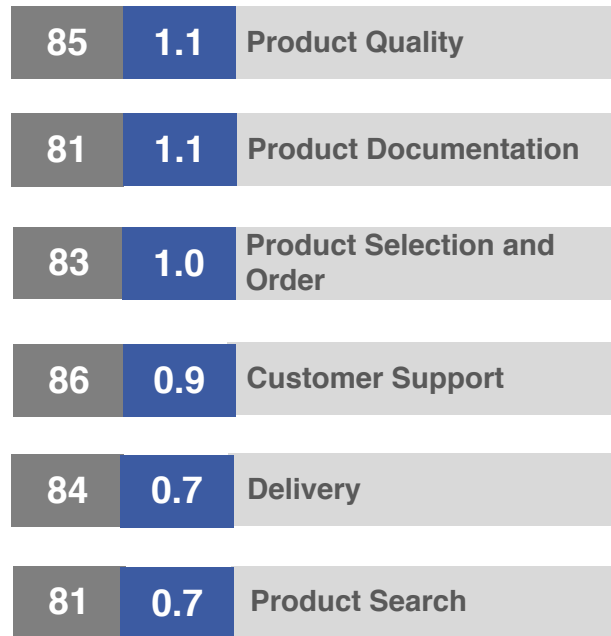 85 1.1 Product Quality
81 1.1 Product Documentation
83 1.0 Product Selection and
Order
86 0.9 Customer Support
84 0.7 Delivery
81 0.7 Product Search